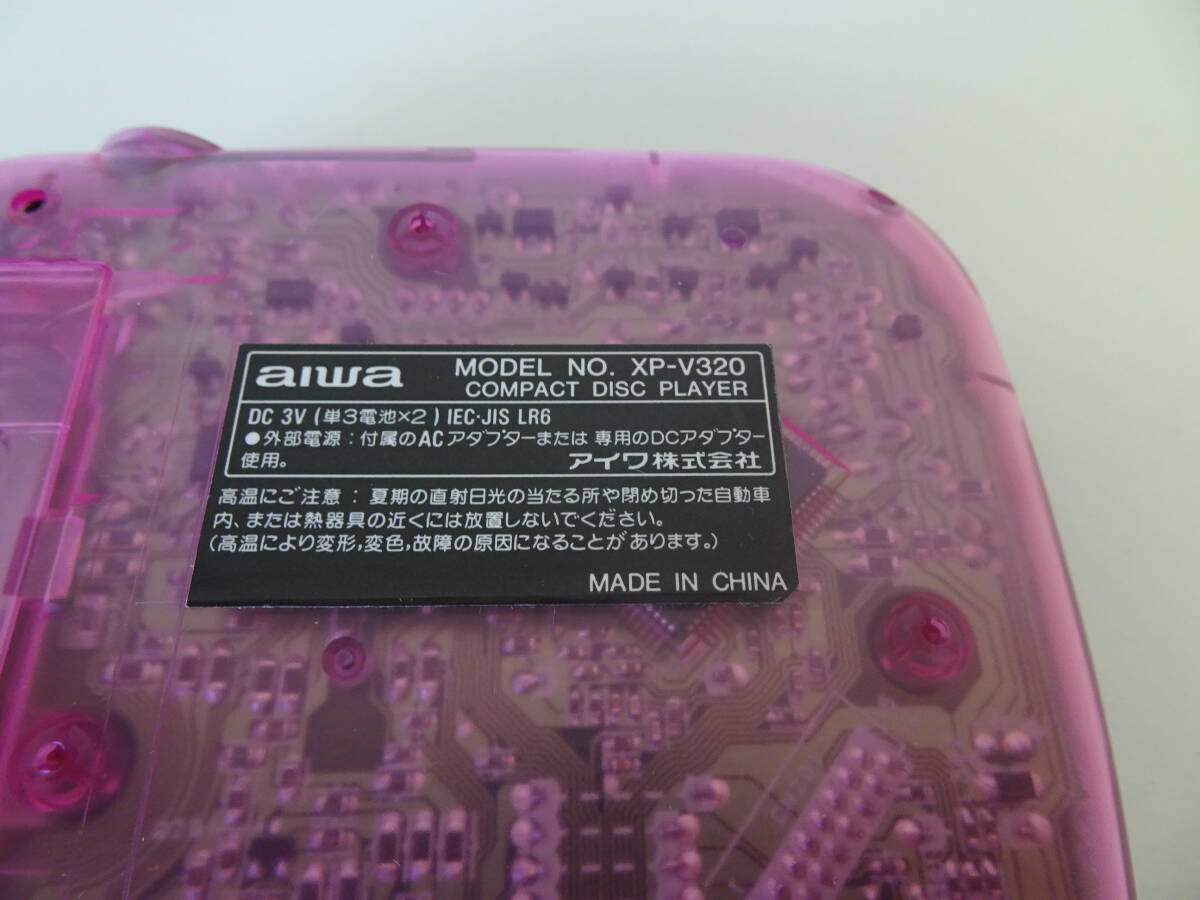 aiwa
MODEL NO. XP-V320
COMPACT DISC PLAYER
DC 3V (単3電池×2) IEC・JIS LR6
●外部電源：付属のACアダプターまたは専用のDCアダプター
使用。
アイワ株式会社
高温にご注意：夏期の直射日光の当たる所や閉め切った自動車
内、または熱器具の近くには放置しないでください。
(高温により変形,変色,故障の原因になることがあります。)
MADE IN CHINA